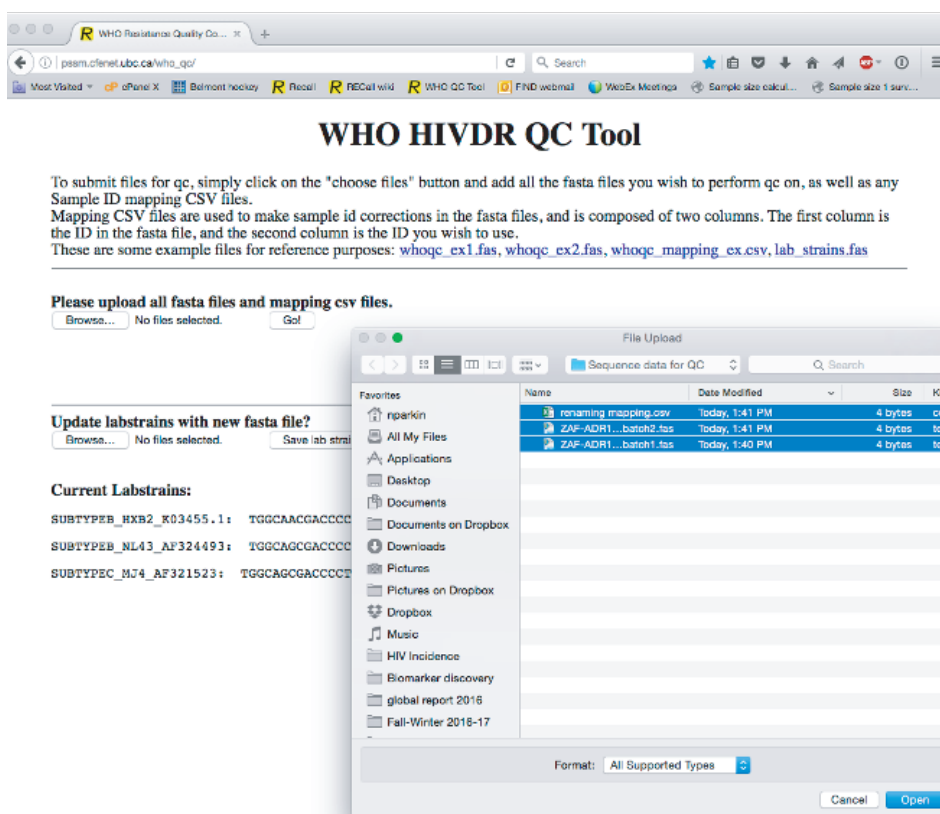 WHO Resistance Quality Co... × +
pssm.cfenet.ubc.ca/who_qc/
Search
Most Visited cPanel X Belmont hockey Recall RECall wiki WHO QC Tool FIND webmail WebEx Meetings Sample size calcul... Sample size 1 surv...
WHO HIVDR QC Tool
To submit files for qc, simply click on the "choose files" button and add all the fasta files you wish to perform qc on, as well as any
Sample ID mapping CSV files.
Mapping CSV files are used to make sample id corrections in the fasta files, and is composed of two columns. The first column is
the ID in the fasta file, and the second column is the ID you wish to use.
These are some example files for reference purposes: whoqc_ex1.fas, whoqc_ex2.fas, whoqc_mapping_ex.csv, lab_strains.fas
Please upload all fasta files and mapping csv files.
Browse... No files selected. Go!
Update labstrains with new fasta file?
Browse... No files selected. Save lab strai
Current Labstrains:
SUBTYPEB_HXB2_K03455.1: TGGCAACGACCCC
SUBTYPEB_NL43_AF324493: TGGCAGCGACCCC
SUBTYPEC_MJ4_AF321523: TGGCAGCGACCCCT
File Upload
Sequence data for QC
Search
Favorites
nparkin
All My Files
Applications
Desktop
Documents
Documents on Dropbox
Downloads
Pictures
Pictures on Dropbox
Dropbox
Music
HIV Incidence
Biomarker discovery
global report 2016
Fall-Winter 2016-17
Name Date Modified Size K
renaming mapping.csv Today, 1:41 PM 4 bytes
ZAF-ADR1...batch2.fas Today, 1:41 PM 4 bytes
ZAF-ADR1...batch1.fas Today, 1:40 PM 4 bytes
Format: All Supported Types
Cancel Open